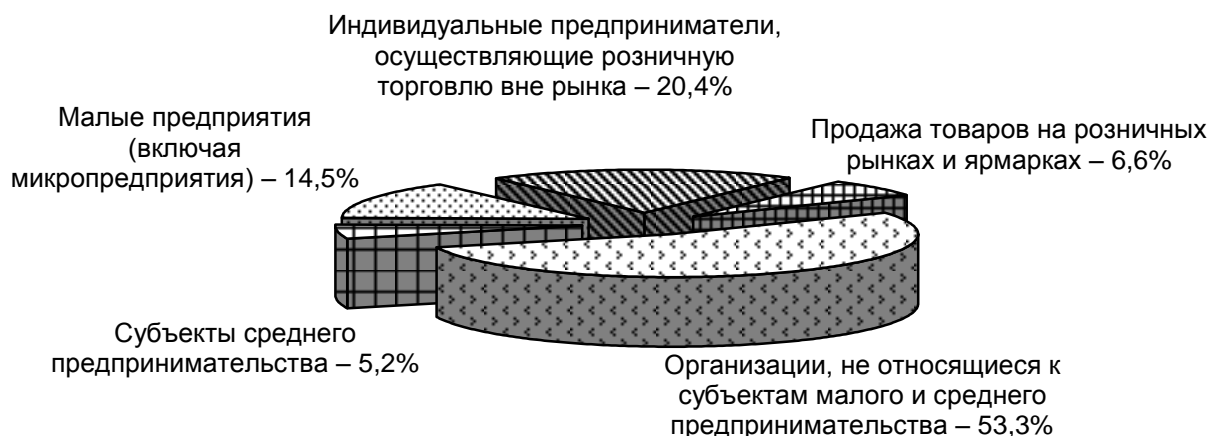 Индивидуальные предприниматели,
осуществляющие розничную
торговлю вне рынка – 20,4%
Малые предприятия
(включая
микропредприятия) – 14,5%
Продажа товаров на розничных
рынках и ярмарках – 6,6%
Субъекты среднего
предпринимательства – 5,2%
Организации, не относящиеся к
субъектам малого и среднего
предпринимательства – 53,3%